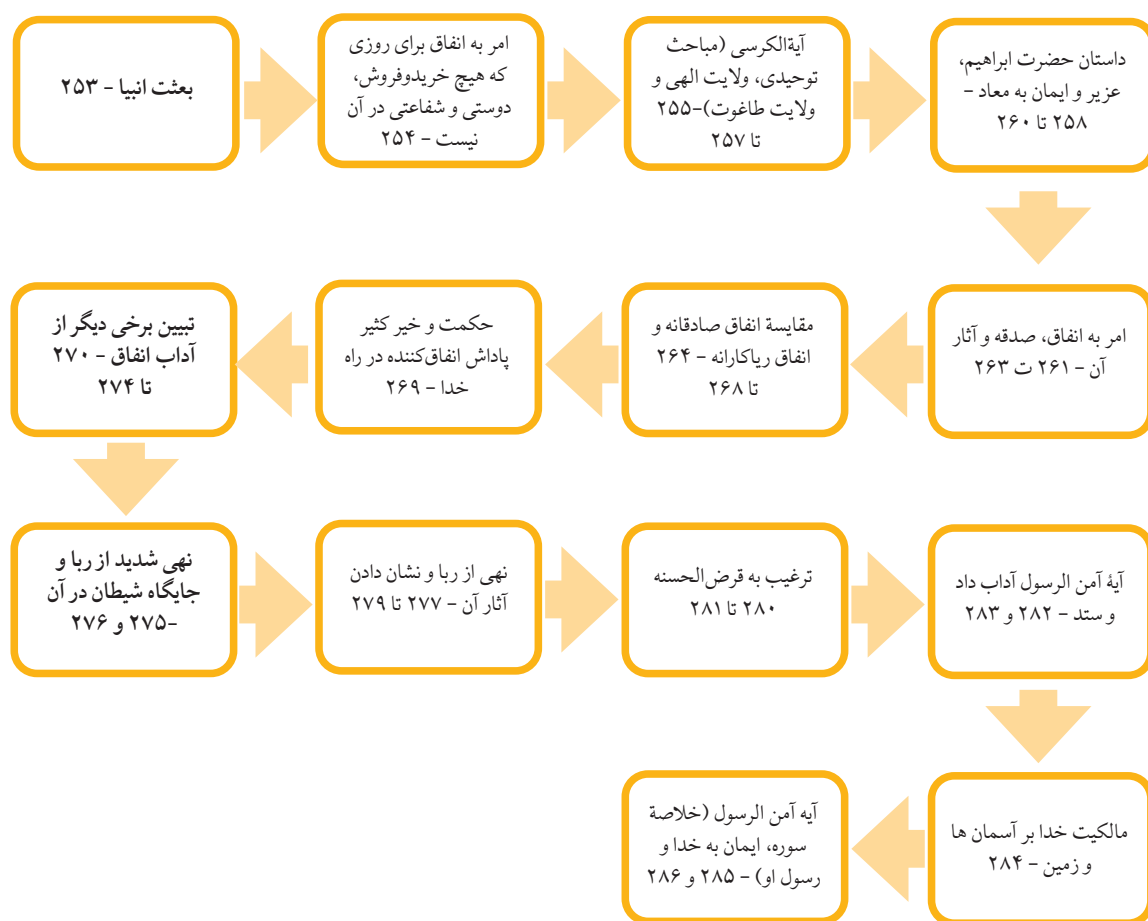 بعثت انبیا - ۲۵۳
امر به انفاق برای روزی
که هیچ خریدوفروش،
دوستی و شفاعتی در آن
نیست - ۲۵۴
آیةالکرسی (مباحث
توحیدی، ولایت الهی و
ولایت طاغوت)-۲۵۵
تا ۲۵۷
داستان حضرت ابراهیم،
عزیر و ایمان به معاد -
۲۵۸ تا ۲۶۰
امر به انفاق، صدقه و آثار
آن - ۲۶۱ ت ۲۶۳
مقایسة انفاق صادقانه و
انفاق ریاکارانه - ۲۶۴
تا ۲۶۸
حکمت و خیر کثیر
پاداش انفاق‌کننده در راه
خدا - ۲۶۹
تبیین برخی دیگر از
آداب انفاق - ۲۷۰
تا ۲۷۴
نهی شدید از ربا و
جایگاه شیطان در آن
-۲۷۵ و ۲۷۶
نهی از ربا و نشان دادن
آثار آن - ۲۷۷ تا ۲۷۹
ترغیب به قرض‌الحسنه
۲۸۰ تا ۲۸۱
آیۀ آمن الرسول آداب داد
و ستد - ۲۸۲ و ۲۸۳
مالکیت خدا بر آسمان ها
و زمین - ۲۸۴
آیه آمن الرسول (خلاصة
سوره، ایمان به خدا و
رسول او) - ۲۸۵ و ۲۸۶